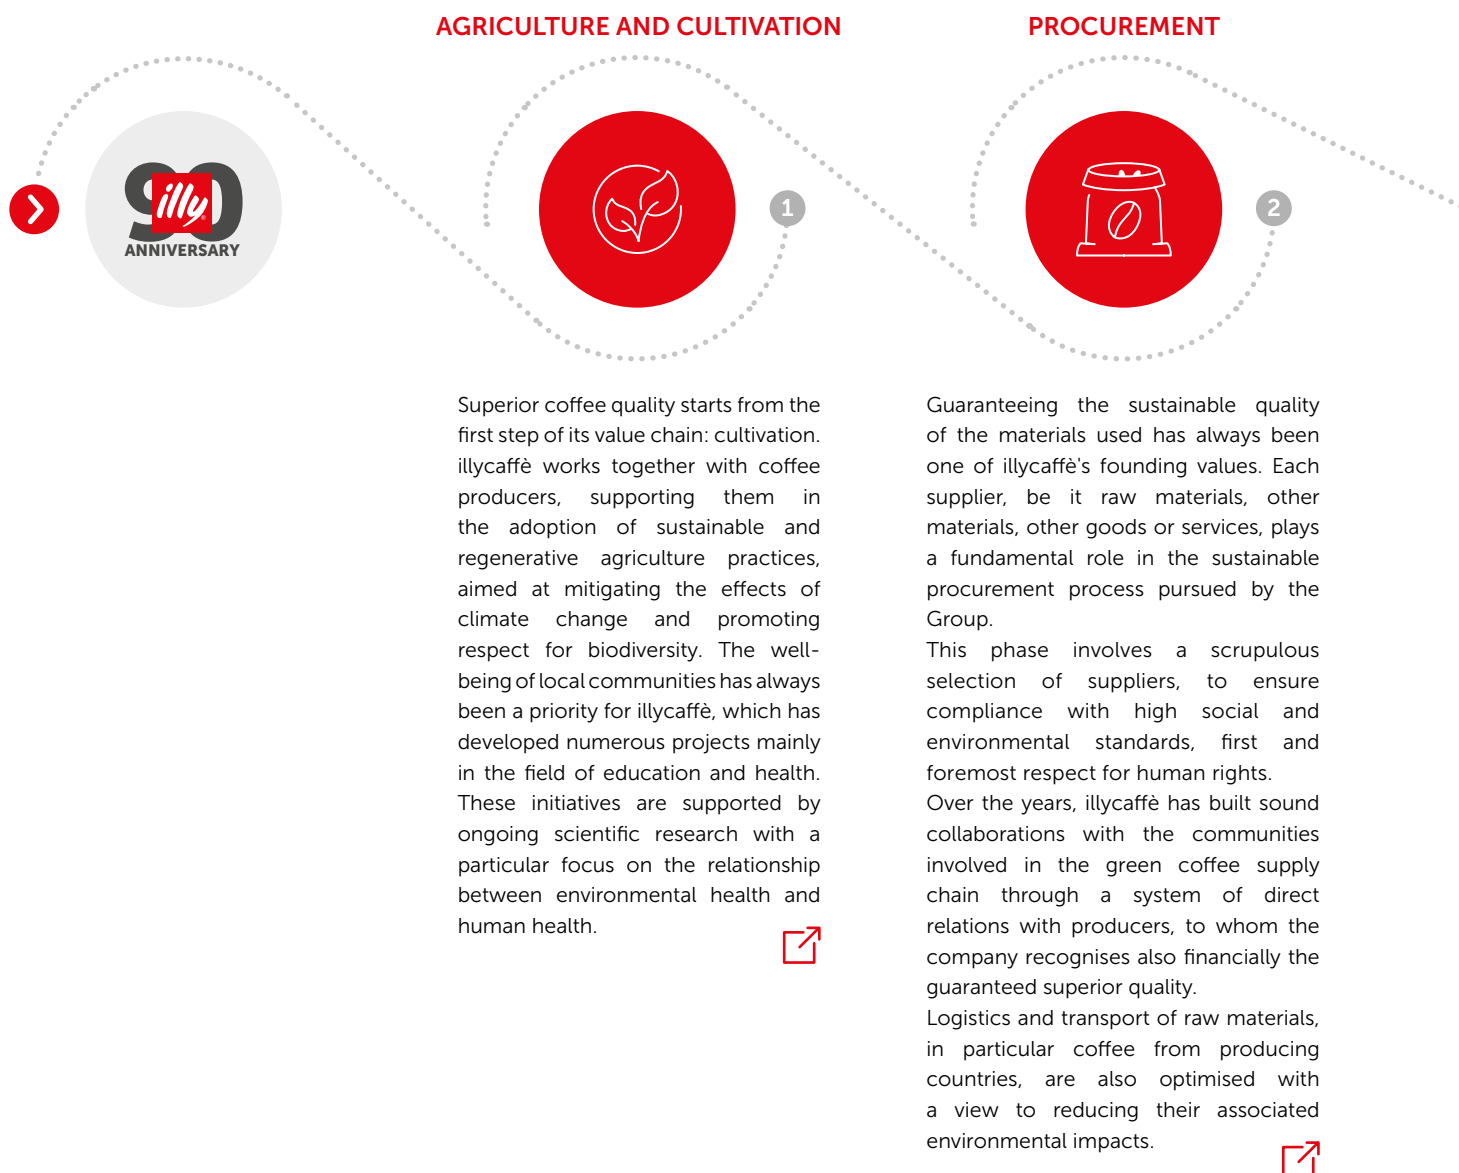 AGRICULTURE AND CULTIVATION
PROCUREMENT
90
illy
ANNIVERSARY
1
2
Superior coffee quality starts from the
first step of its value chain: cultivation.
illycaffè works together with coffee
producers, supporting them in
the adoption of sustainable and
regenerative agriculture practices,
aimed at mitigating the effects of
climate change and promoting
respect for biodiversity. The well-
being of local communities has always
been a priority for illycaffè, which has
developed numerous projects mainly
in the field of education and health.
These initiatives are supported by
ongoing scientific research with a
particular focus on the relationship
between environmental health and
human health.
Guaranteeing the sustainable quality
of the materials used has always been
one of illycaffè's founding values. Each
supplier, be it raw materials, other
materials, other goods or services, plays
a fundamental role in the sustainable
procurement process pursued by the
Group.
This phase involves a scrupulous
selection of suppliers, to ensure
compliance with high social and
environmental standards, first and
foremost respect for human rights.
Over the years, illycaffè has built sound
collaborations with the communities
involved in the green coffee supply
chain through a system of direct
relations with producers, to whom the
company recognises also financially the
guaranteed superior quality.
Logistics and transport of raw materials,
in particular coffee from producing
countries, are also optimised with
a view to reducing their associated
environmental impacts.